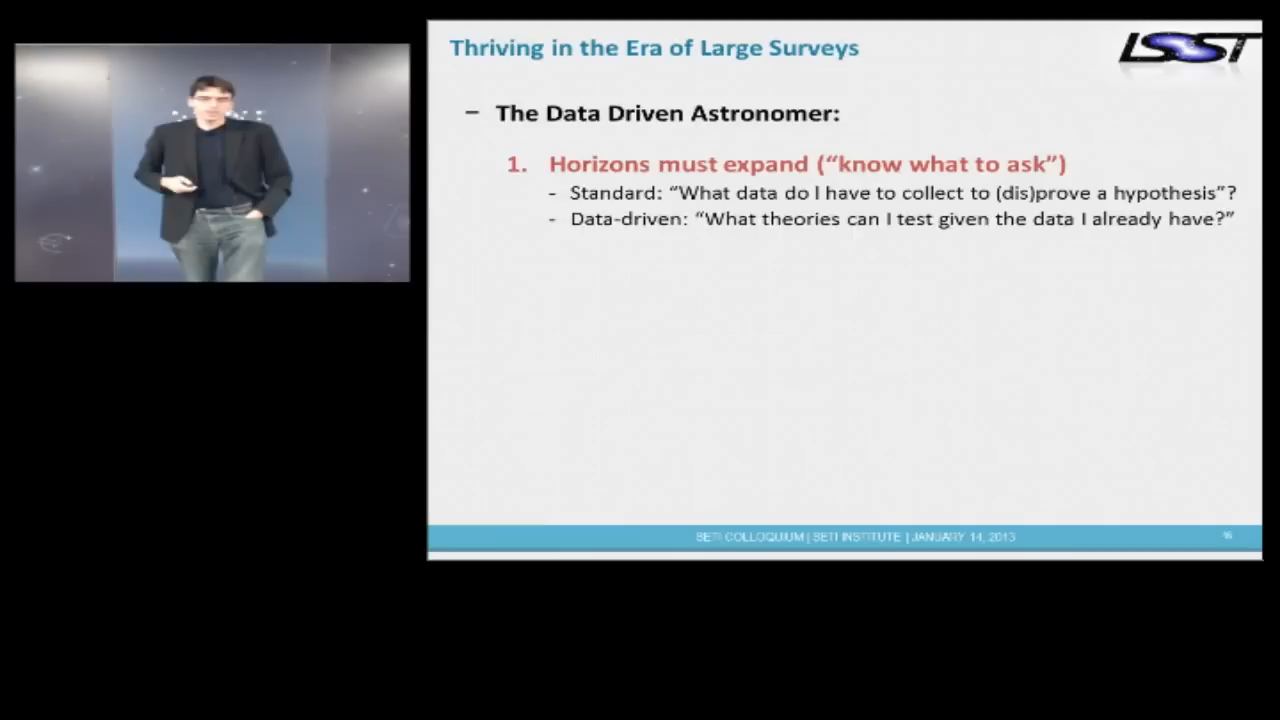 Thriving in the Era of Large Surveys
LSST
– The Data Driven Astronomer:
1. Horizons must expand (“know what to ask”)
- Standard: “What data do I have to collect to (dis)prove a hypothesis”?
- Data-driven: “What theories can I test given the data I already have?”
SETI COLLOQUIUM | SETI INSTITUTE | JANUARY 14, 2013